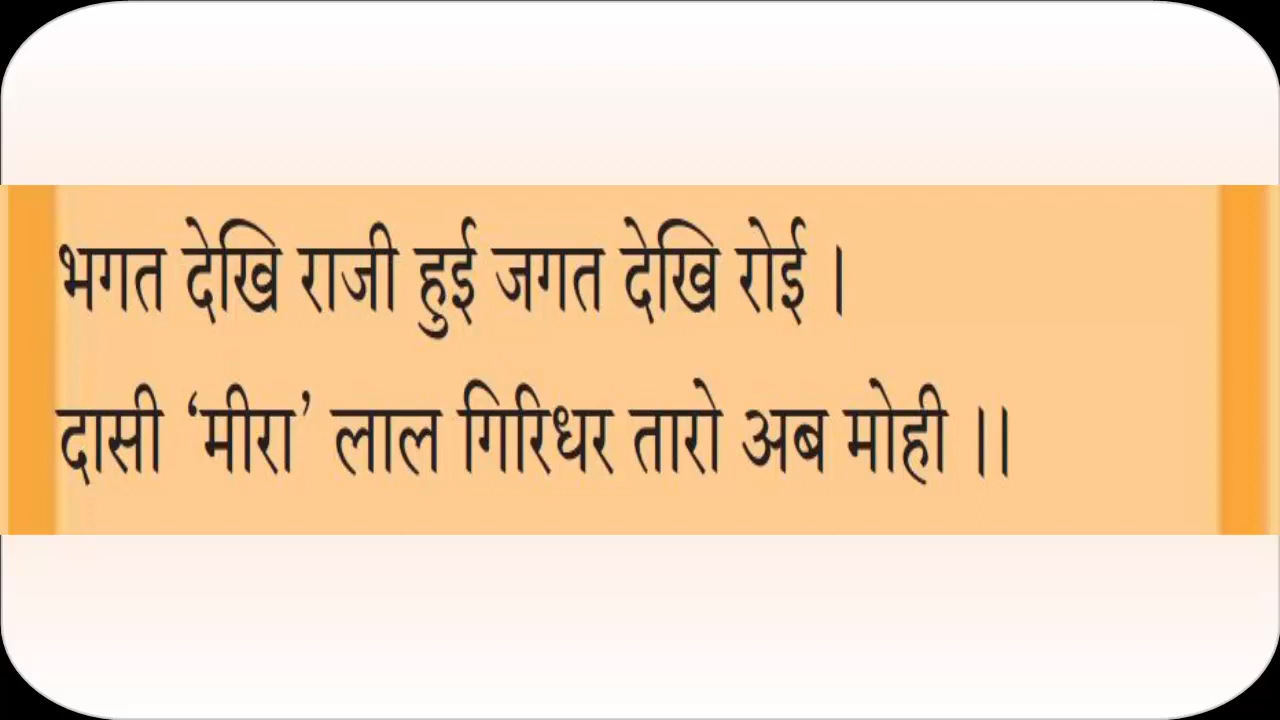 भगत देखि राजी हुई जगत देखि रोई ।
दासी ‘मीरा’ लाल गिरिधर तारो अब मोही ।।